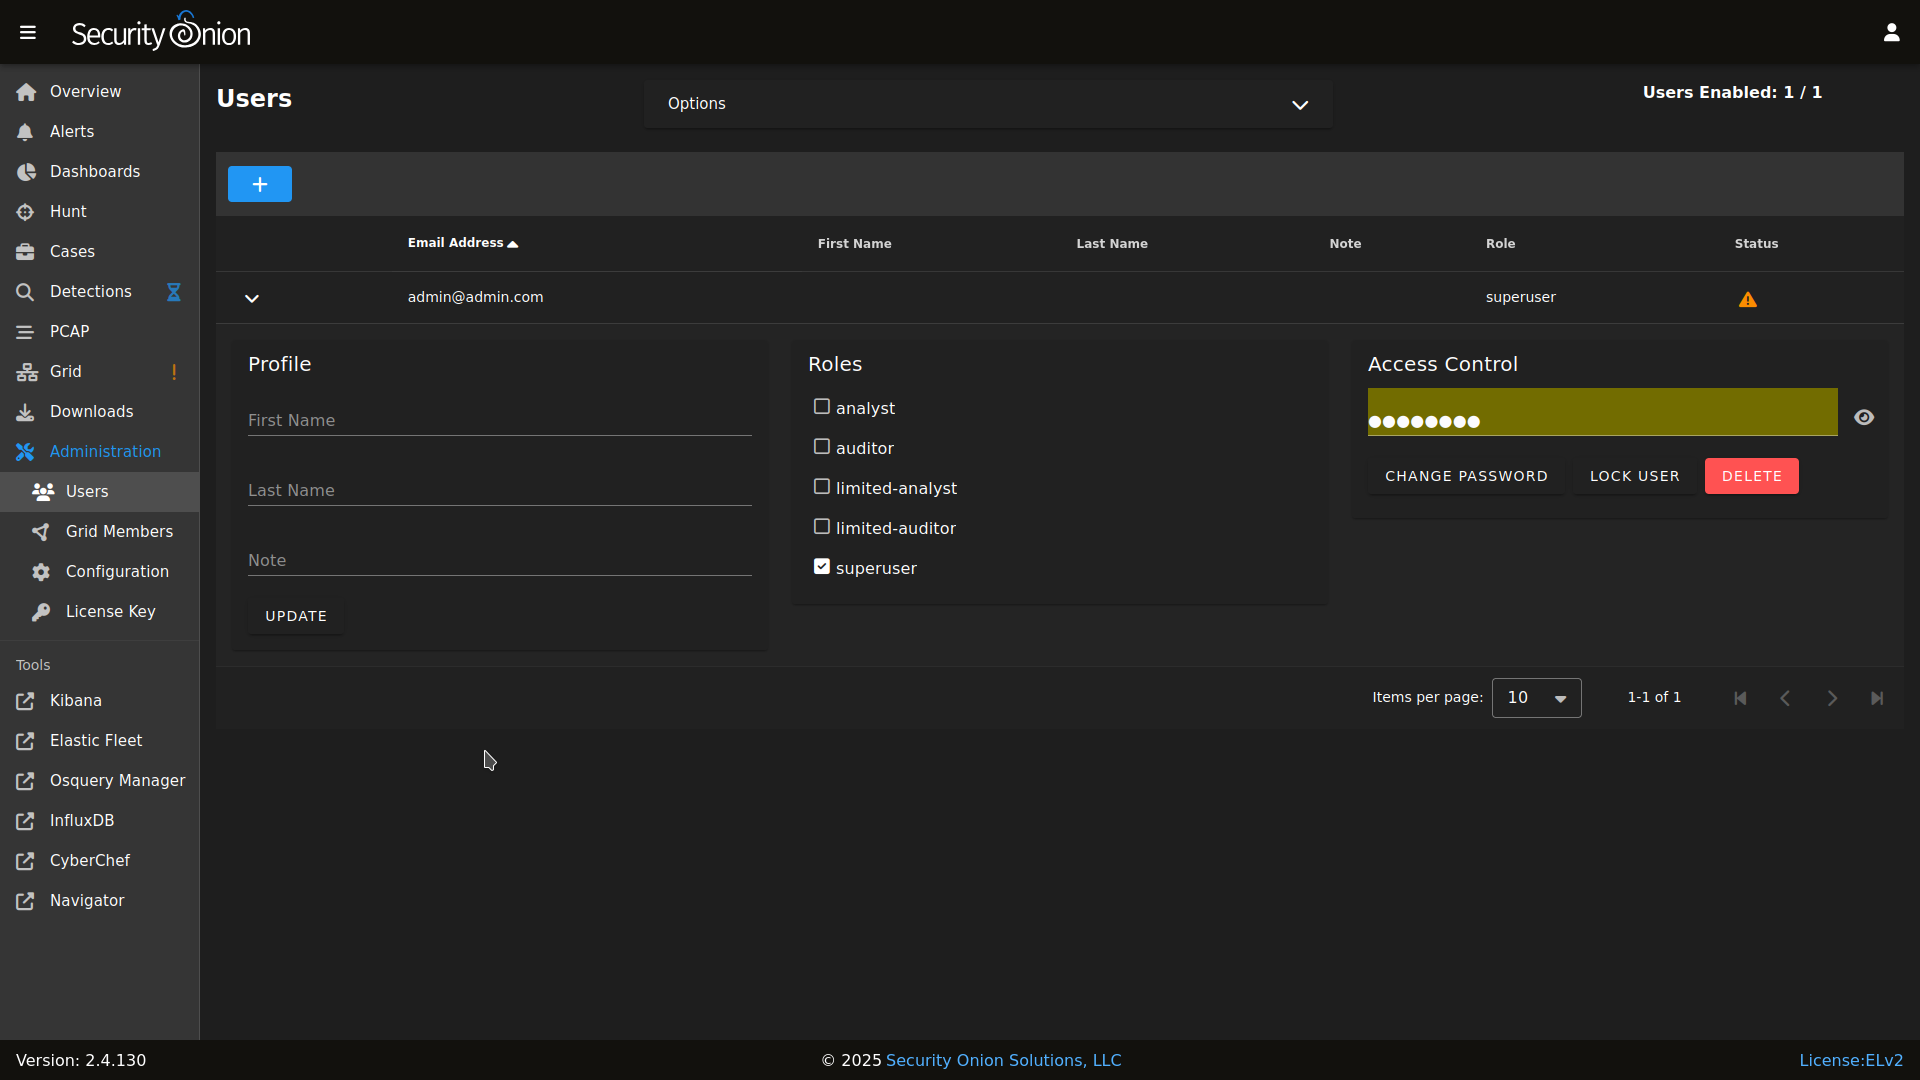 Security Onion
Overview
Alerts
Dashboards
Hunt
Cases
Detections
PCAP
Grid
!
Downloads
Administration
Users
Grid Members
Configuration
License Key
Tools
Kibana
Elastic Fleet
Osquery Manager
InfluxDB
CyberChef
Navigator
Users
Options
Users Enabled: 1 / 1
+
Email Address First Name Last Name Note Role Status
admin@admin.com superuser
Profile
First Name
Last Name
Note
UPDATE
Roles
analyst
auditor
limited-analyst
limited-auditor
superuser
Access Control
●●●●●●●●
CHANGE PASSWORD LOCK USER DELETE
Items per page: 10 1-1 of 1
Version: 2.4.130 © 2025 Security Onion Solutions, LLC License:ELv2